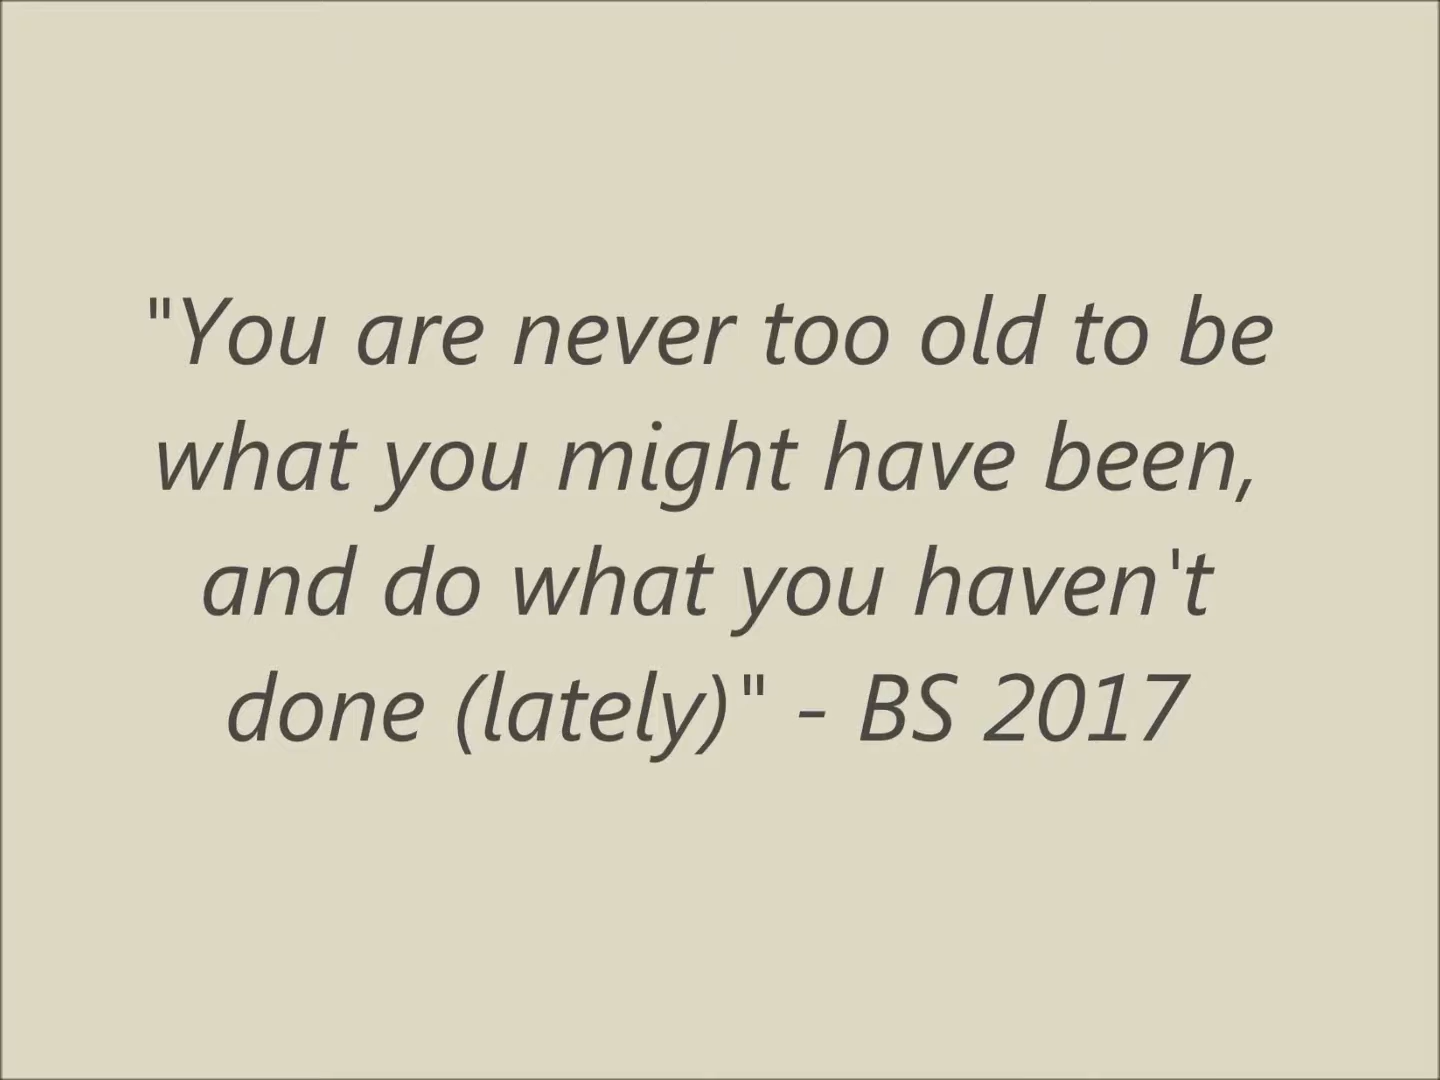 "You are never too old to be
what you might have been,
and do what you haven't
done (lately)" - BS 2017